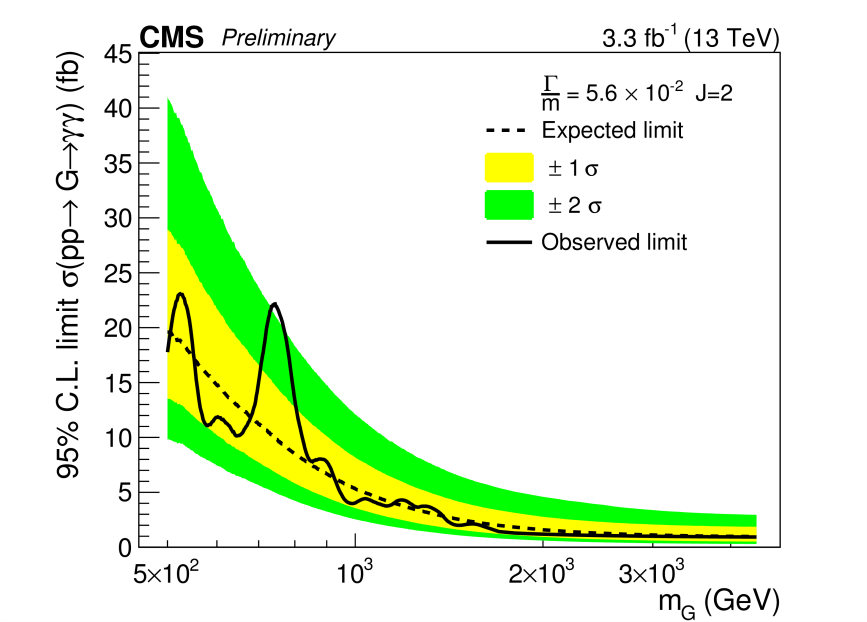 CMS Preliminary 3.3 fb⁻¹ (13 TeV)
95% C.L. limit σ(pp→ G→γγ) (fb)
45
40
35
30
25
20
15
10
5
0
Γ/m = 5.6 × 10⁻² J=2
Expected limit
± 1 σ
± 2 σ
Observed limit
5×10² 10³ 2×10³ 3×10³
m_G (GeV)